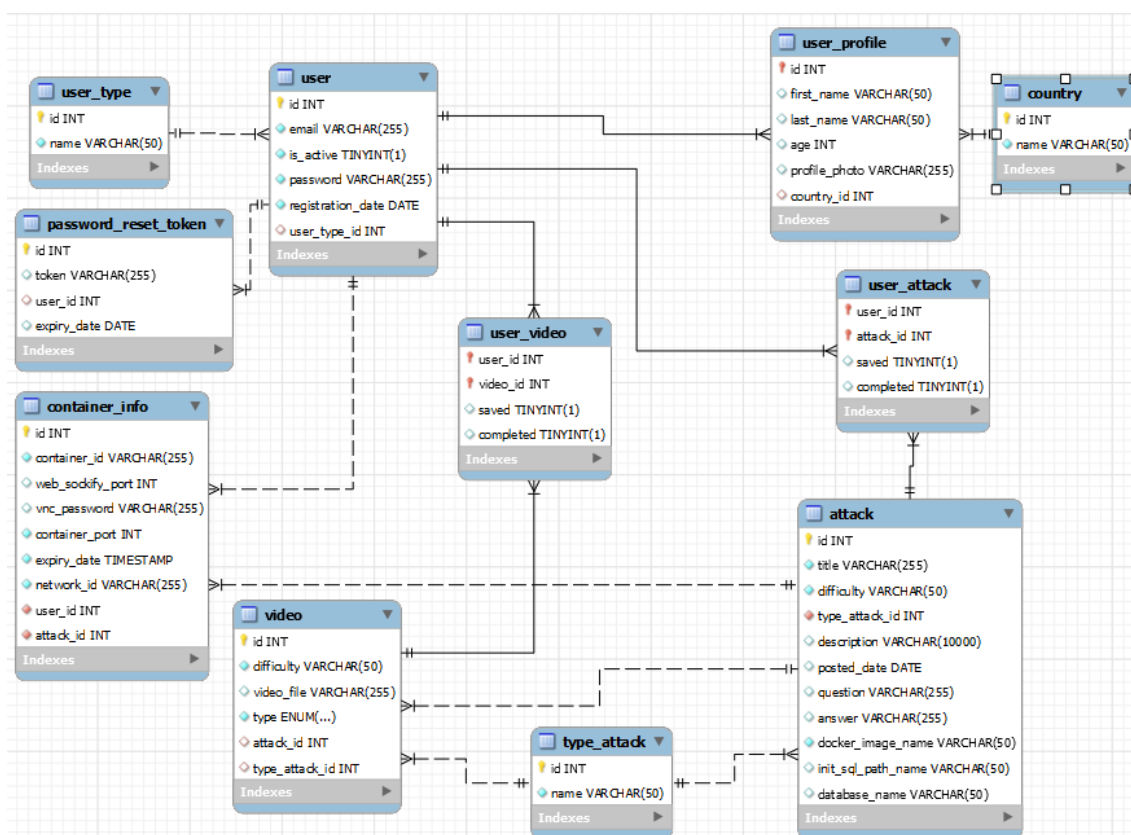 user_type
id INT
name VARCHAR(50)
Indexes
user
id INT
email VARCHAR(255)
is_active TINYINT(1)
password VARCHAR(255)
registration_date DATE
user_type_id INT
Indexes
user_profile
id INT
first_name VARCHAR(50)
last_name VARCHAR(50)
age INT
profile_photo VARCHAR(255)
country_id INT
Indexes
country
id INT
name VARCHAR(50)
Indexes
password_reset_token
id INT
token VARCHAR(255)
user_id INT
expiry_date DATE
Indexes
user_attack
user_id INT
attack_id INT
saved TINYINT(1)
completed TINYINT(1)
Indexes
user_video
user_id INT
video_id INT
saved TINYINT(1)
completed TINYINT(1)
Indexes
container_info
id INT
container_id VARCHAR(255)
web_sockify_port INT
vnc_password VARCHAR(255)
container_port INT
expiry_date TIMESTAMP
network_id VARCHAR(255)
user_id INT
attack_id INT
Indexes
attack
id INT
title VARCHAR(255)
difficulty VARCHAR(50)
type_attack_id INT
description VARCHAR(10000)
posted_date DATE
question VARCHAR(255)
answer VARCHAR(255)
docker_image_name VARCHAR(50)
init_sql_path_name VARCHAR(50)
database_name VARCHAR(50)
Indexes
video
id INT
difficulty VARCHAR(50)
video_file VARCHAR(255)
type ENUM(...)
attack_id INT
type_attack_id INT
Indexes
type_attack
id INT
name VARCHAR(50)
Indexes